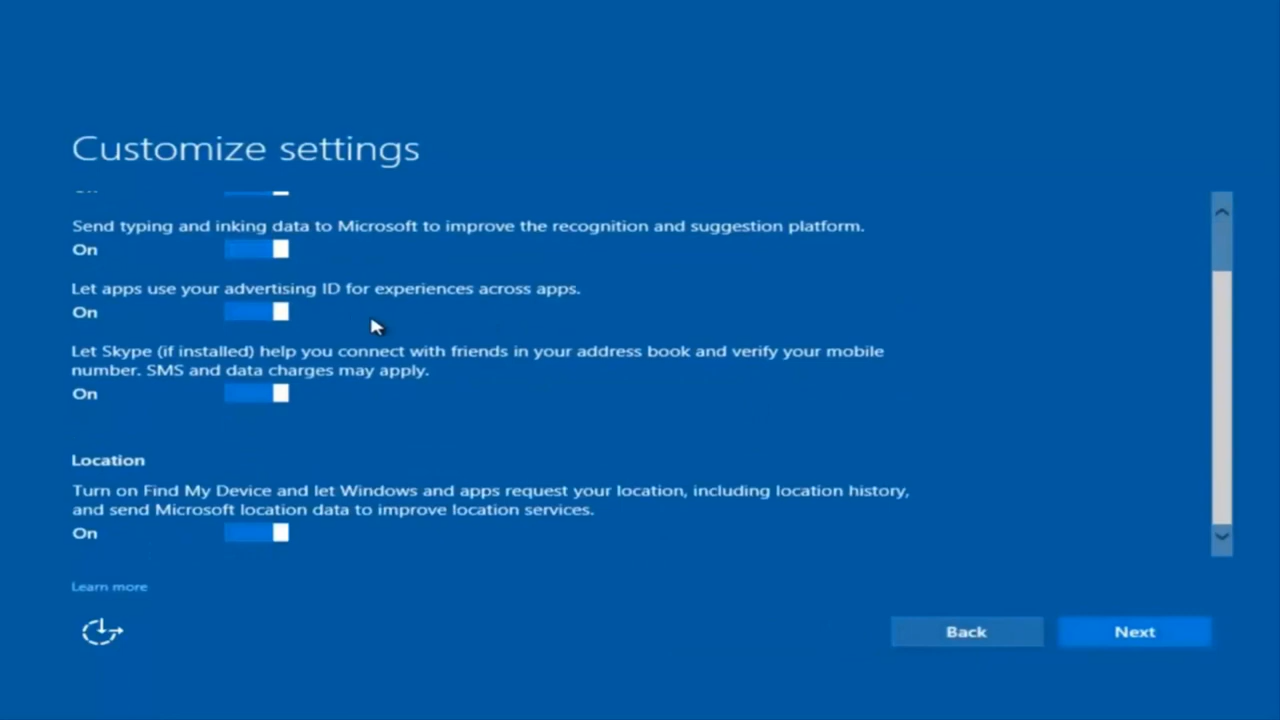 Customize settings
Send typing and inking data to Microsoft to improve the recognition and suggestion platform.
On
Let apps use your advertising ID for experiences across apps.
On
Let Skype (if installed) help you connect with friends in your address book and verify your mobile
number. SMS and data charges may apply.
On
Location
Turn on Find My Device and let Windows and apps request your location, including location history,
and send Microsoft location data to improve location services.
On
Learn more
Back
Next